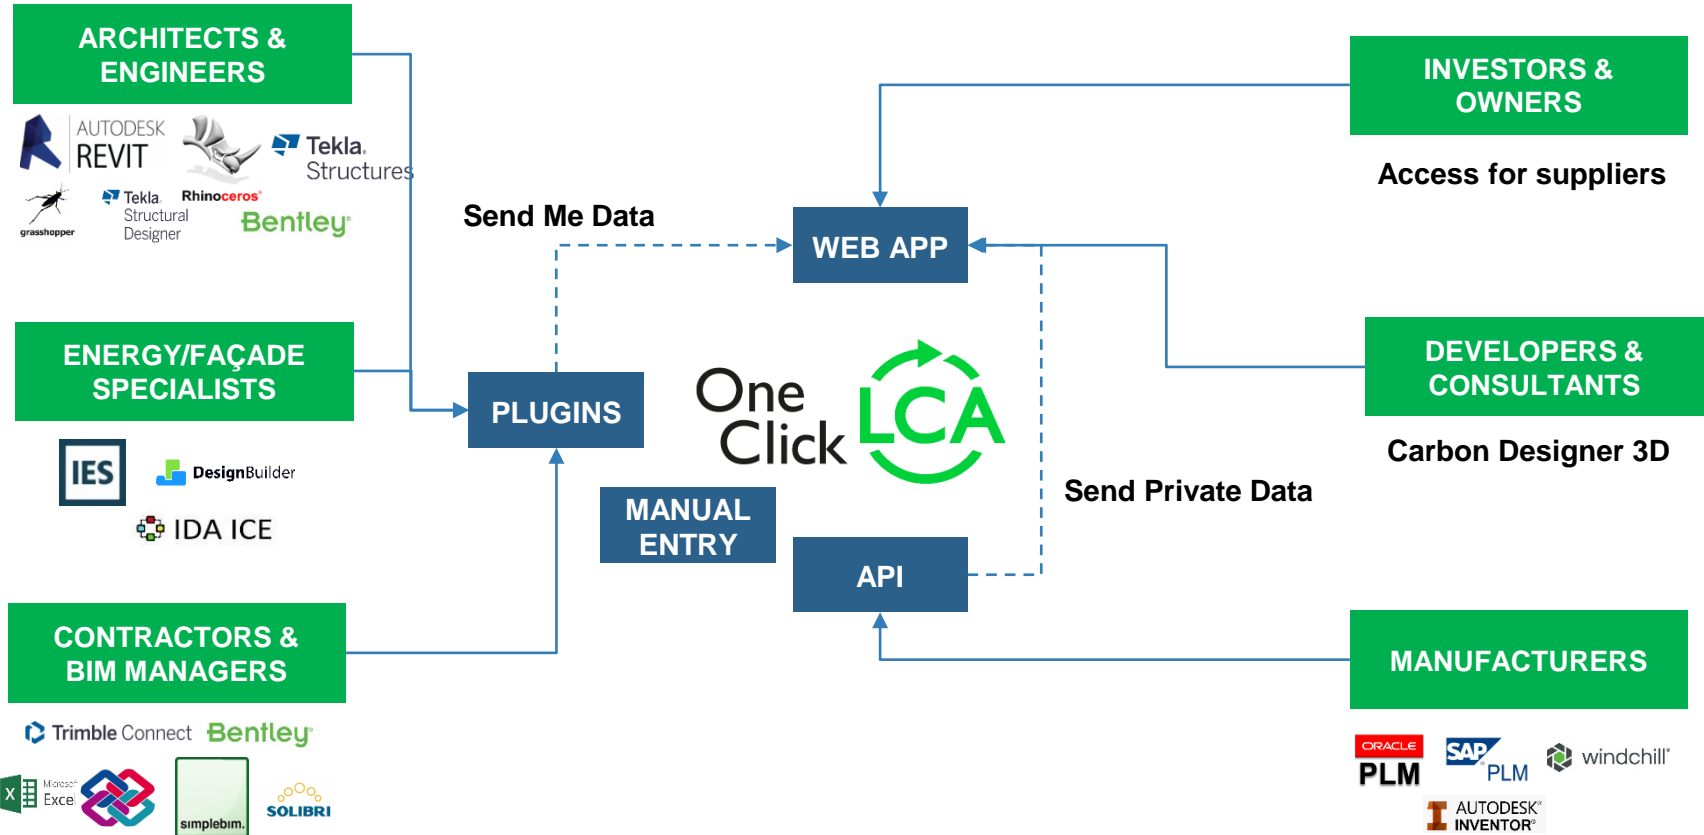 ARCHITECTS &
ENGINEERS
AUTODESK
REVIT
Tekla
Structures
grasshopper
Tekla
Structural
Designer
Rhinoceros
Bentley
ENERGY/FAÇADE
SPECIALISTS
IES
DesignBuilder
IDA ICE
CONTRACTORS &
BIM MANAGERS
Trimble Connect
Bentley
X
Microsof
Exce
simplebim.
SOLIBRI
Send Me Data
PLUGINS
WEB APP
One
Click
LCA
MANUAL
ENTRY
API
Send Private Data
INVESTORS &
OWNERS
Access for suppliers
DEVELOPERS &
CONSULTANTS
Carbon Designer 3D
MANUFACTURERS
ORACLE
PLM
SAP
PLM
windchill
AUTODESK®
INVENTOR®